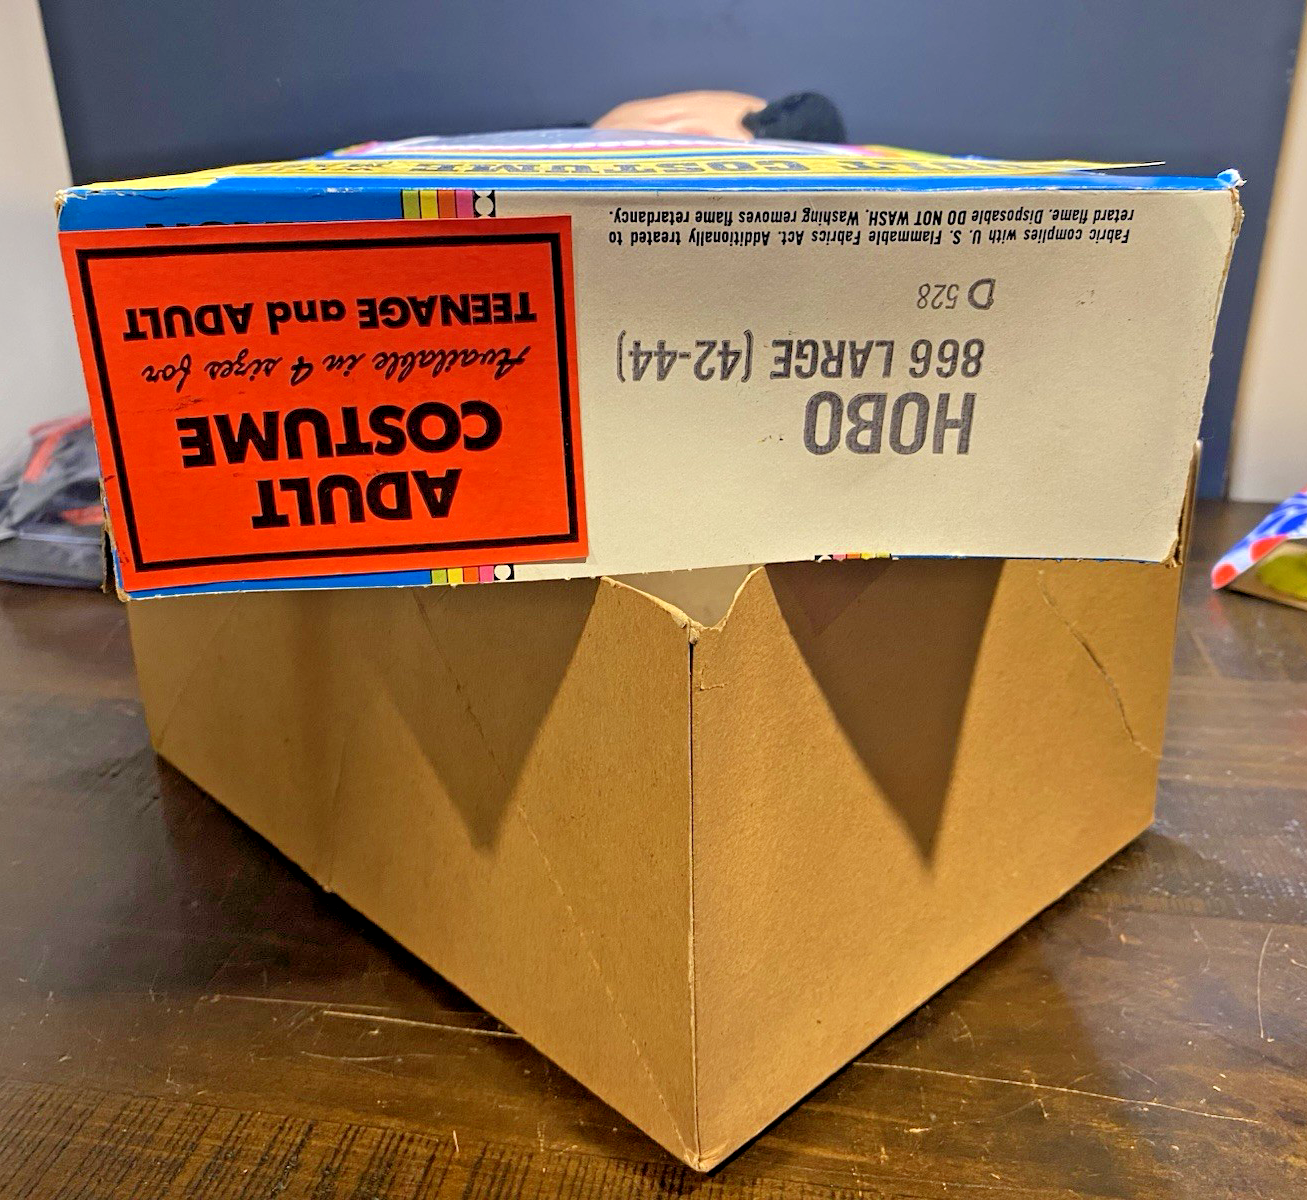 ADULT
COSTUME
Available in 4 sizes for
TEENAGE and ADULT
HOBO
866 LARGE (42-44)
D 528
Fabric complies with U. S. Flammable Fabrics Act. Additionally treated to
retard flame. Disposable DO NOT WASH. Washing removes flame retardancy.
COSTUME